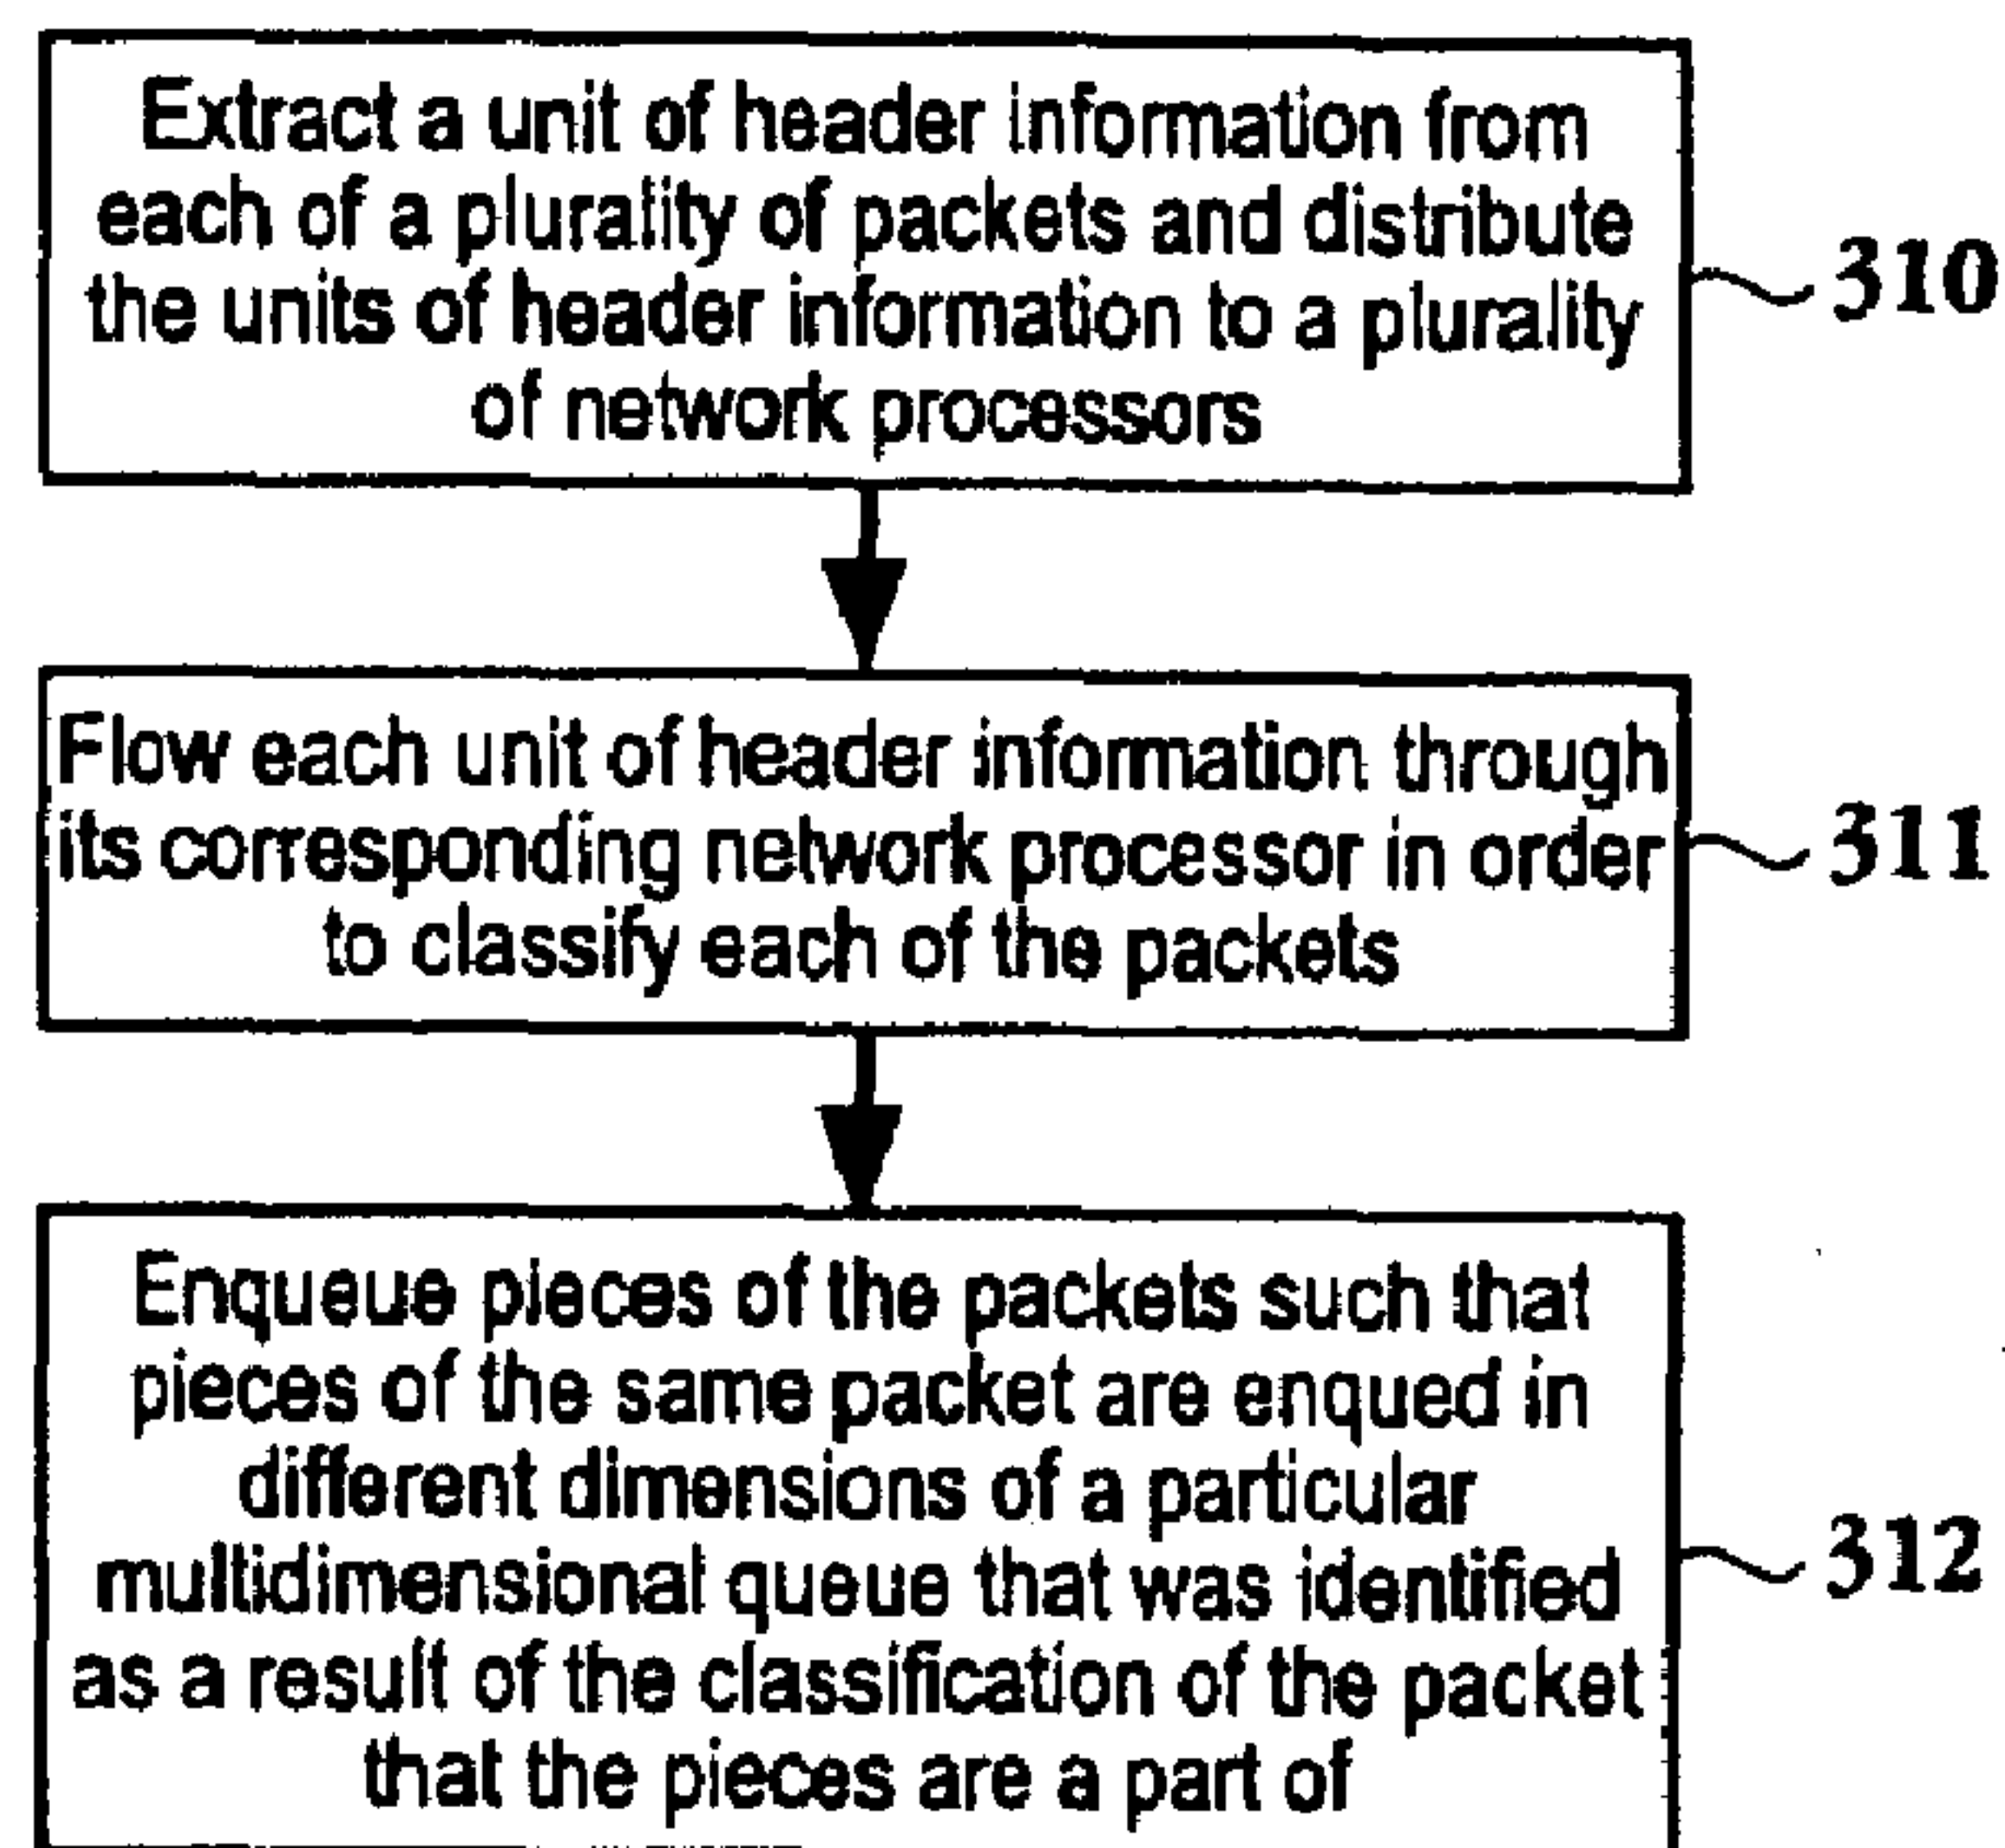 Extract a unit of header information from
each of a plurality of packets and distribute
the units of header information to a plurality
of network processors
310
Flow each unit of header information through
its corresponding network processor in order
to classify each of the packets
311
Enqueue pieces of the packets such that
pieces of the same packet are enqued in
different dimensions of a particular
multidimensional queue that was identified
as a result of the classification of the packet
that the pieces are a part of
312